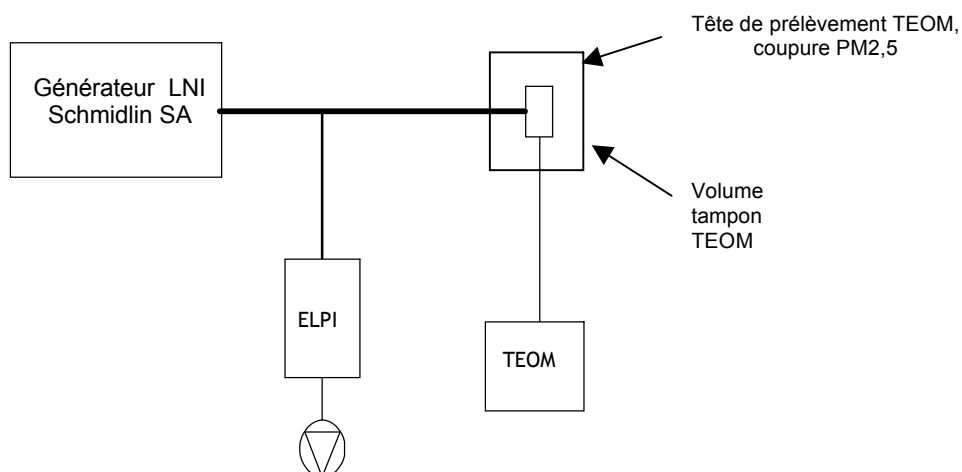 Tête de prélèvement TEOM,
coupure PM2,5
Générateur LNI
Schmidlin SA
Volume
tampon
TEOM
ELPI
TEOM